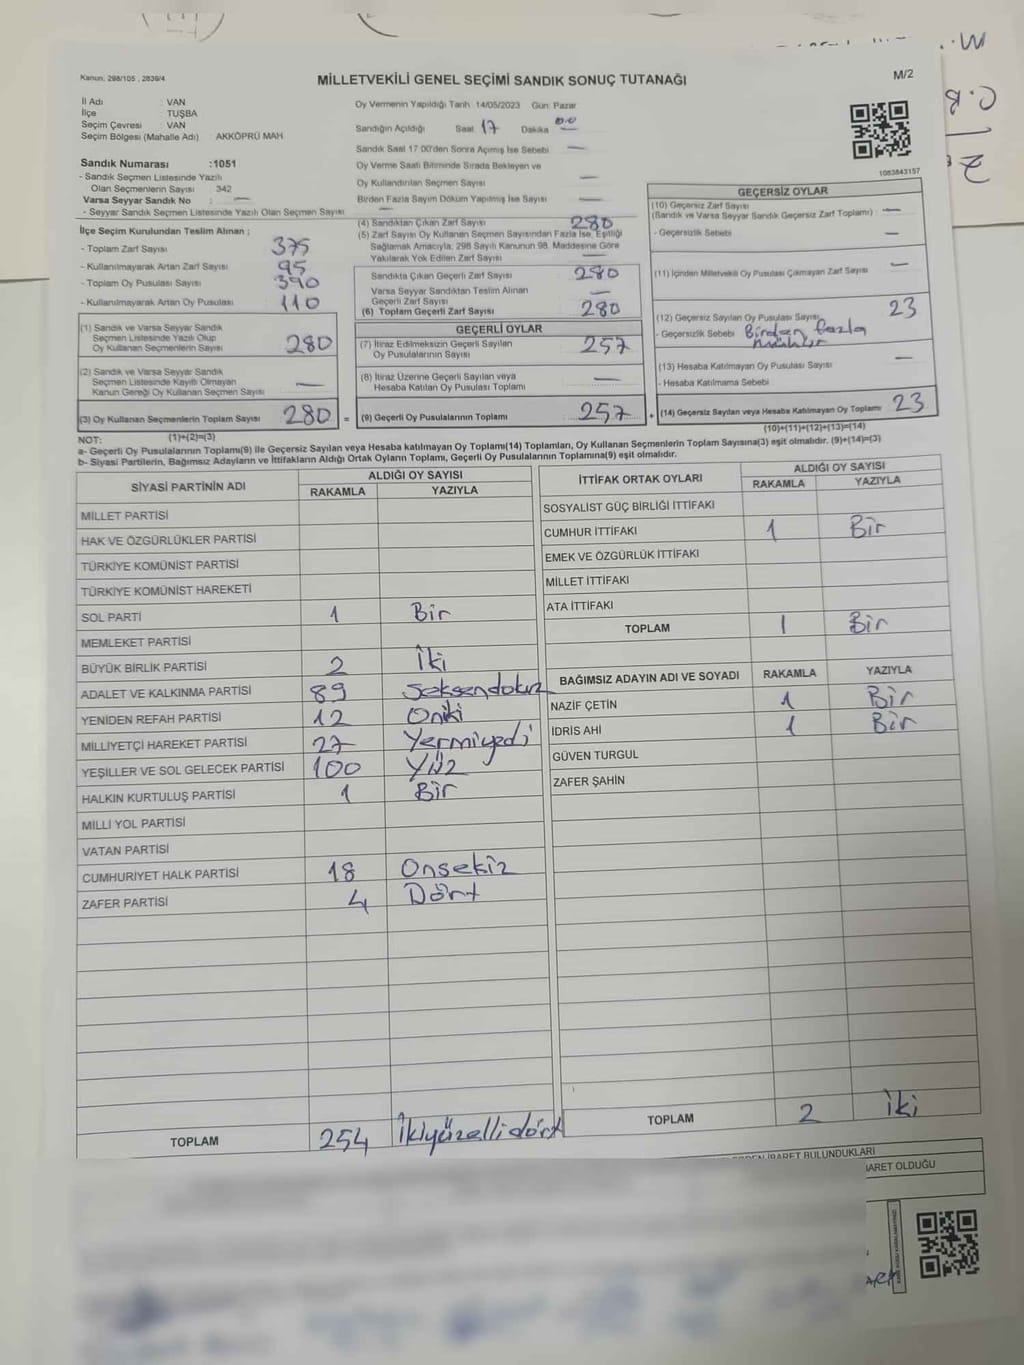 Kanun: 298/105 , 2839/4
MİLLETVEKİLİ GENEL SEÇİMİ SANDIK SONUÇ TUTANAĞI
M/2
İl Adı : VAN
İlçe : TUŞBA
Seçim Çevresi : VAN
Seçim Bölgesi (Mahalle Adı) : AKKÖPRÜ MAH
Sandık Numarası :1051
- Sandık Seçmen Listesinde Yazılı
Olan Seçmenlerin Sayısı : 342
Varsa Seyyar Sandık No : —
- Seyyar Sandık Seçmen Listesinde Yazılı Olan Seçmen Sayısı : —
İlçe Seçim Kurulundan Teslim Alınan ;
- Toplam Zarf Sayısı 375
- Kullanılmayarak Artan Zarf Sayısı 95
- Toplam Oy Pusulası Sayısı 390
- Kullanılmayarak Artan Oy Pusulası 110
(1) Sandık ve Varsa Seyyar Sandık
Seçmen Listesinde Yazılı Olup
Oy Kullanan Seçmenlerin Sayısı 280
(2) Sandık ve Varsa Seyyar Sandık
Seçmen Listesinde Kayıtlı Olmayan
Kanun Gereği Oy Kullanan Seçmen Sayısı —
(3) Oy Kullanan Seçmenlerin Toplam Sayısı 280 =
Oy Vermenin Yapıldığı Tarih 14/05/2023 Gün: Pazar
Sandığın Açıldığı Saat 17 Dakika 00
Sandık Saat 17 00'den Sonra Açımış İse Sebebi —
Oy Verme Saati Bitiminde Sırada Bekleyen ve
Oy Kullandırılan Seçmen Sayısı —
Birden Fazla Sayım Döküm Yapılmış İse Sayısı —
(4) Sandıktan Çıkan Zarf Sayısı 280
(5) Zarf Sayısı Oy Kullanan Seçmen Sayısından Fazla İse, Eşitliği
Sağlamak Amacıyla, 298 Sayılı Kanunun 98. Maddesine Göre
Yakılarak Yok Edilen Zarf Sayısı —
Sandıkta Çıkan Geçerli Zarf Sayısı 280
Varsa Seyyar Sandıktan Teslim Alınan
Geçerli Zarf Sayısı —
(6) Toplam Geçerli Zarf Sayısı 280
GEÇERLİ OYLAR
(7) İtiraz Edilmeksizin Geçerli Sayılan
Oy Pusulalarının Sayısı 257
(8) İtiraz Üzerine Geçerli Sayılan veya
Hesaba Katılan Oy Pusulası Toplamı —
(9) Geçerli Oy Pusulalarının Toplamı 257 +
1083843157
GEÇERSİZ OYLAR
(10) Geçersiz Zarf Sayısı
(Sandık ve Varsa Seyyar Sandık Geçersiz Zarf Toplamı) : —
- Geçersizlik Sebebi —
(11) İçinden Milletvekili Oy Pusulası Çıkmayan Zarf Sayısı —
(12) Geçersiz Sayılan Oy Pusulası Sayısı 23
- Geçersizlik Sebebi Birden fazla
mühür
(13) Hesaba Katılmayan Oy Pusulası Sayısı —
- Hesaba Katılmama Sebebi
(14) Geçersiz Sayılan veya Hesaba Katılmayan Oy Toplamı 23
(10)+(11)+(12)+(13)=(14)
NOT: (1)+(2)=(3)
a- Geçerli Oy Pusulalarının Toplamı(9) ile Geçersiz Sayılan veya Hesaba katılmayan Oy Toplamı(14) Toplamları, Oy Kullanan Seçmenlerin Toplam Sayısına(3) eşit olmalıdır. (9)+(14)=(3)
b- Siyasi Partilerin, Bağımsız Adayların ve İttifakların Aldığı Ortak Oyların Toplamı, Geçerli Oy Pusulalarının Toplamına(9) eşit olmalıdır.
SİYASİ PARTİNİN ADI
ALDIĞI OY SAYISI
RAKAMLA YAZIYLA
MİLLET PARTİSİ
HAK VE ÖZGÜRLÜKLER PARTİSİ
TÜRKİYE KOMÜNİST PARTİSİ
TÜRKİYE KOMÜNİST HAREKETİ
SOL PARTİ 1 Bir
MEMLEKET PARTİSİ
BÜYÜK BİRLİK PARTİSİ 2 İki
ADALET VE KALKINMA PARTİSİ 89 Seksendokuz
YENİDEN REFAH PARTİSİ 12 Oniki
MİLLİYETÇİ HAREKET PARTİSİ 27 Yermiyedi
YEŞİLLER VE SOL GELECEK PARTİSİ 100 Yüz
HALKIN KURTULUŞ PARTİSİ 1 Bir
MİLLİ YOL PARTİSİ
VATAN PARTİSİ
CUMHURİYET HALK PARTİSİ 18 Onsekiz
ZAFER PARTİSİ 4 Dört
TOPLAM 254 İkiyüzellidört
İTTİFAK ORTAK OYLARI
ALDIĞI OY SAYISI
RAKAMLA YAZIYLA
SOSYALİST GÜÇ BİRLİĞİ İTTİFAKI
CUMHUR İTTİFAKI 1 Bir
EMEK VE ÖZGÜRLÜK İTTİFAKI
MİLLET İTTİFAKI
ATA İTTİFAKI
TOPLAM 1 Bir
BAĞIMSIZ ADAYIN ADI VE SOYADI RAKAMLA YAZIYLA
NAZİF ÇETİN 1 Bir
İDRİS AHİ 1 Bir
GÜVEN TURGUL
ZAFER ŞAHİN
TOPLAM 2 İki
İBARET BULUNDUKLARI
İBARET OLDUĞU